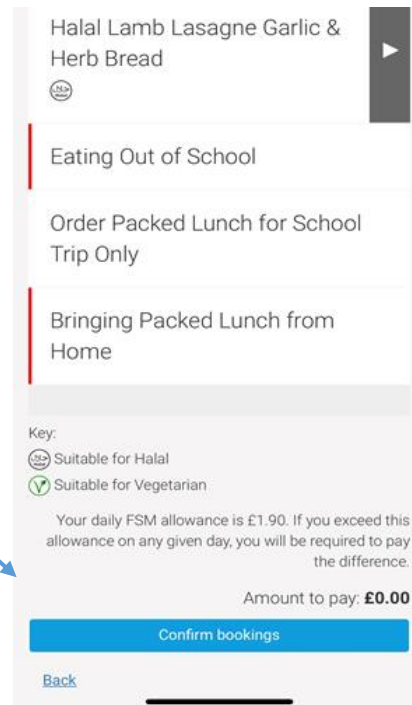 Halal Lamb Lasagne Garlic &
Herb Bread
Eating Out of School
Order Packed Lunch for School
Trip Only
Bringing Packed Lunch from
Home
Key:
Suitable for Halal
Suitable for Vegetarian
Your daily FSM allowance is £1.90. If you exceed this
allowance on any given day, you will be required to pay
the difference.
Amount to pay: £0.00
Confirm bookings
Back